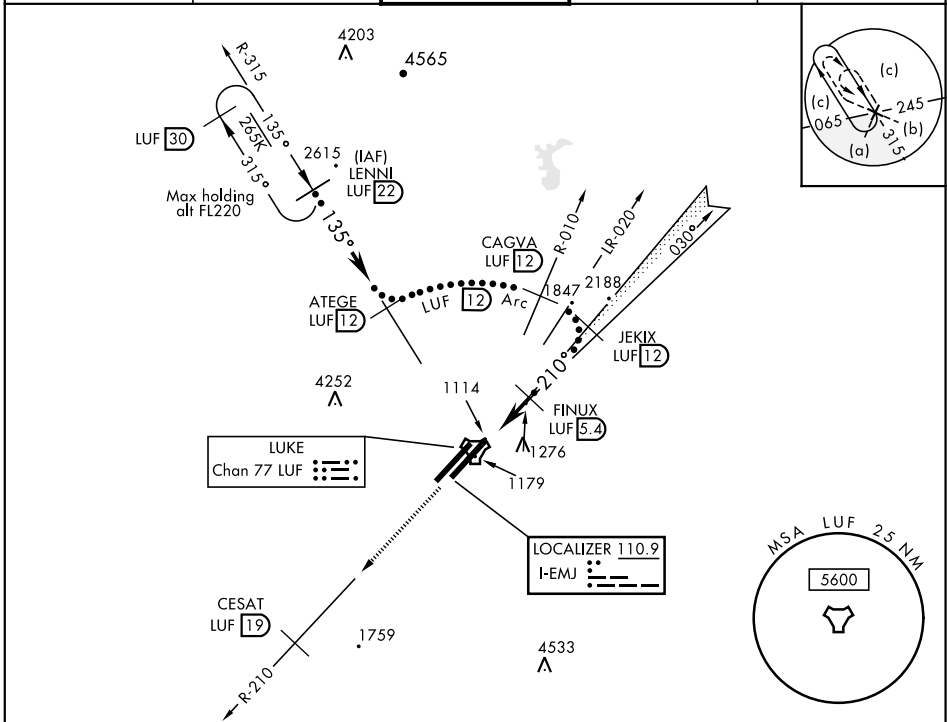 4203
4565
R-315
LUF 30
265K
135°
315°
Max holding
alt FL220
2615
(IAF)
LENNI
LUF 22
135°
(c)
(c)
065
245
(b)
(a)
315
CAGVA
LUF 12
R-010
LR-020
030°
ATEGE
LUF 12
LUF 12 Arc
1847
2188
JEKIX
LUF 12
210°
4252
1114
FINUX
LUF 5.4
1276
1179
LUKE
Chan 77 LUF
LOCALIZER 110.9
I-EMJ
MSA LUF 25 NM
5600
CESAT
LUF 19
1759
4533
R-210